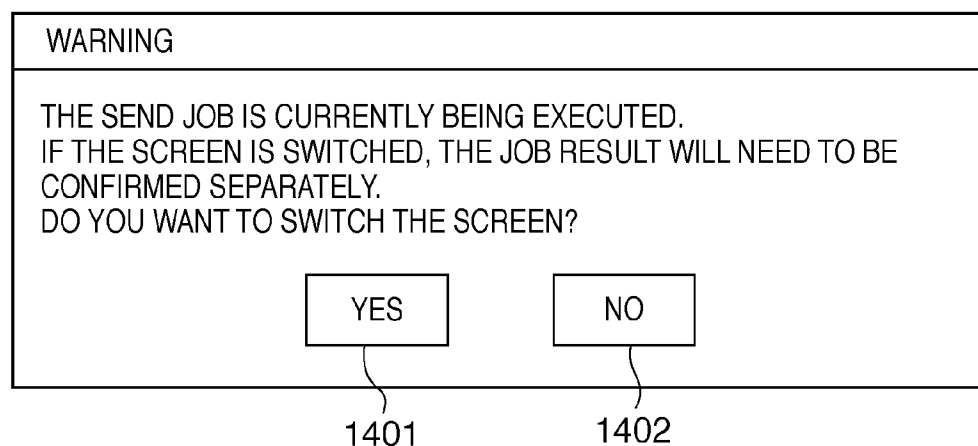 WARNING
THE SEND JOB IS CURRENTLY BEING EXECUTED.
IF THE SCREEN IS SWITCHED, THE JOB RESULT WILL NEED TO BE
CONFIRMED SEPARATELY.
DO YOU WANT TO SWITCH THE SCREEN?
YES NO
1401 1402